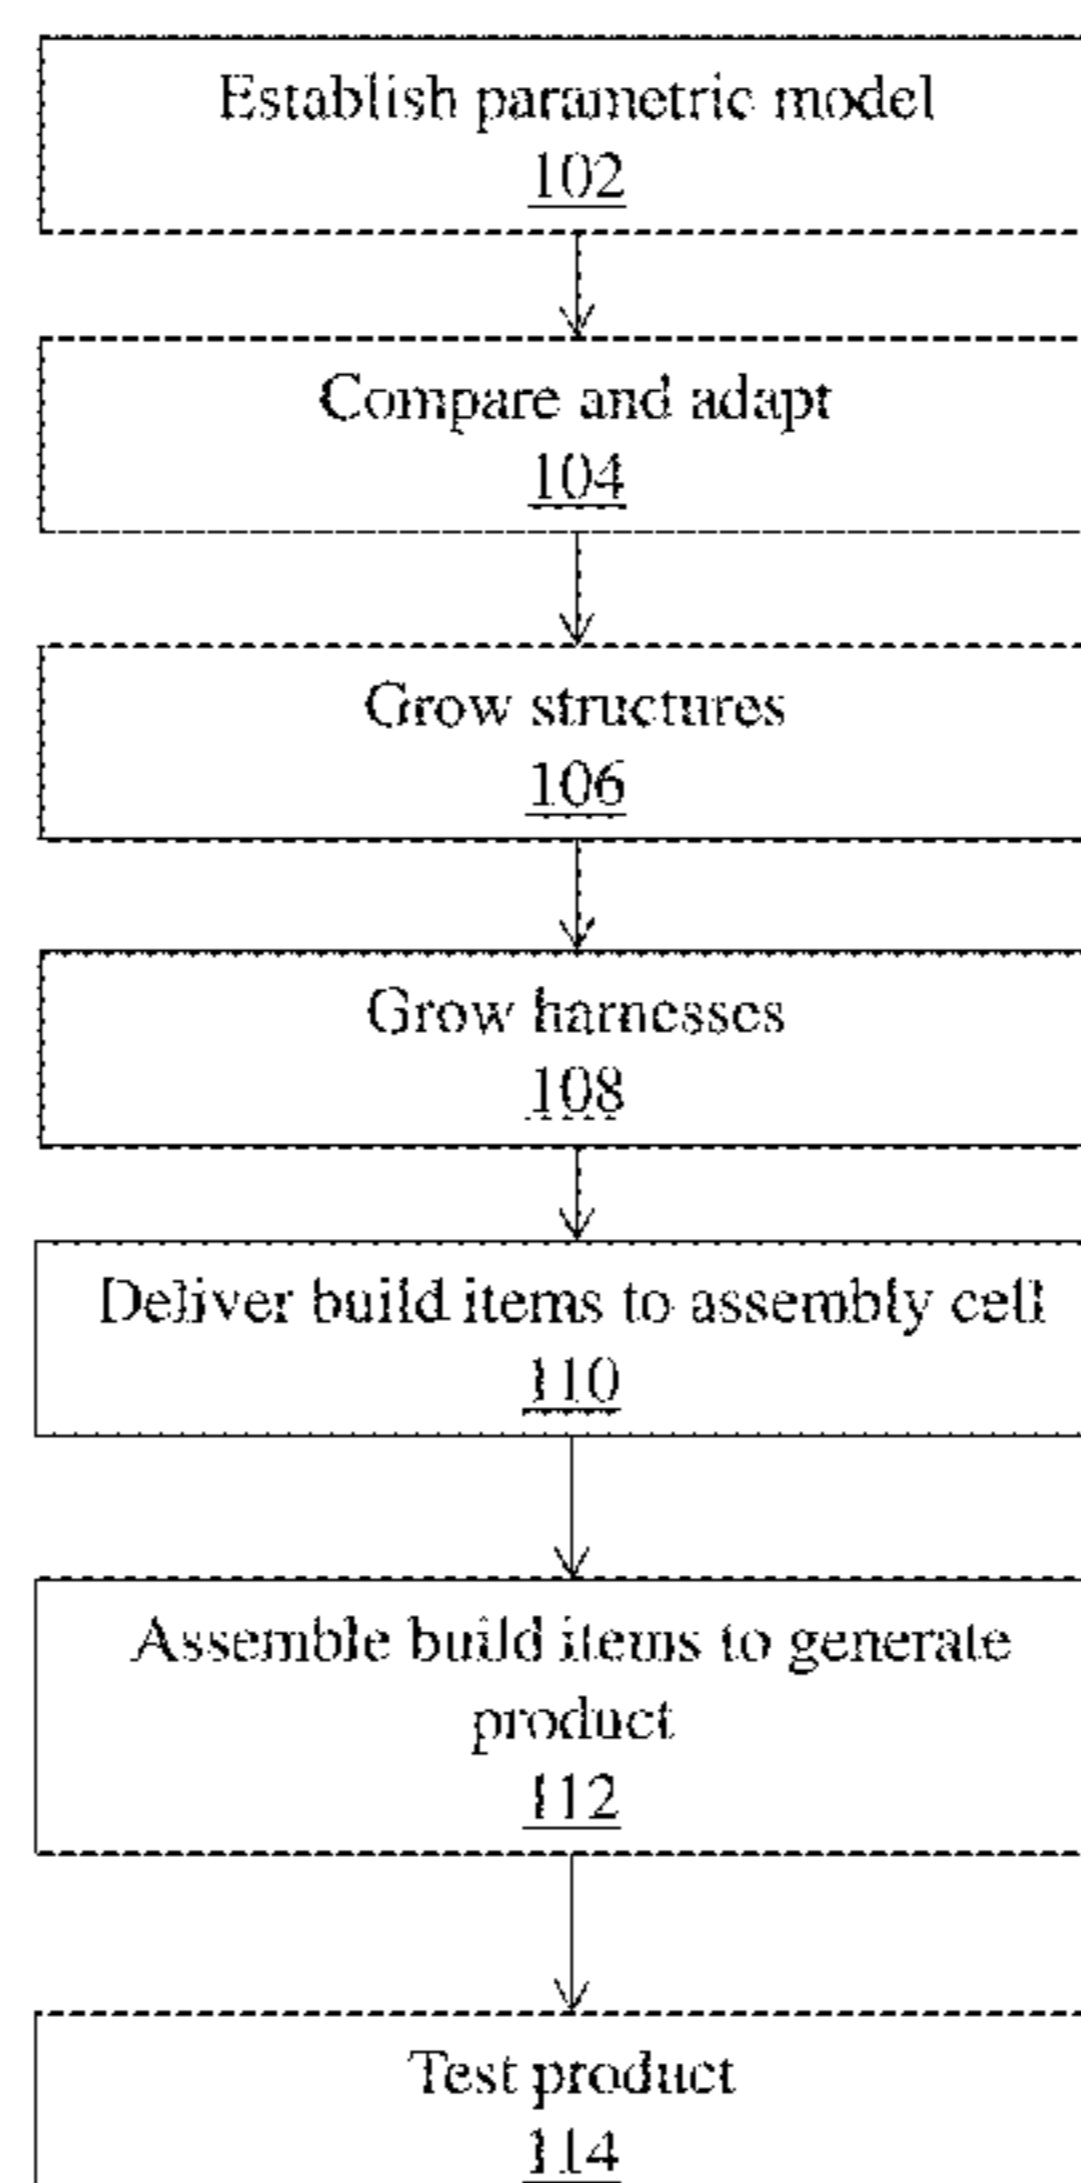 Establish parametric model
102
Compare and adapt
104
Grow structures
106
Grow harnesses
108
Deliver build items to assembly cell
110
Assemble build items to generate
product
112
Test product
114